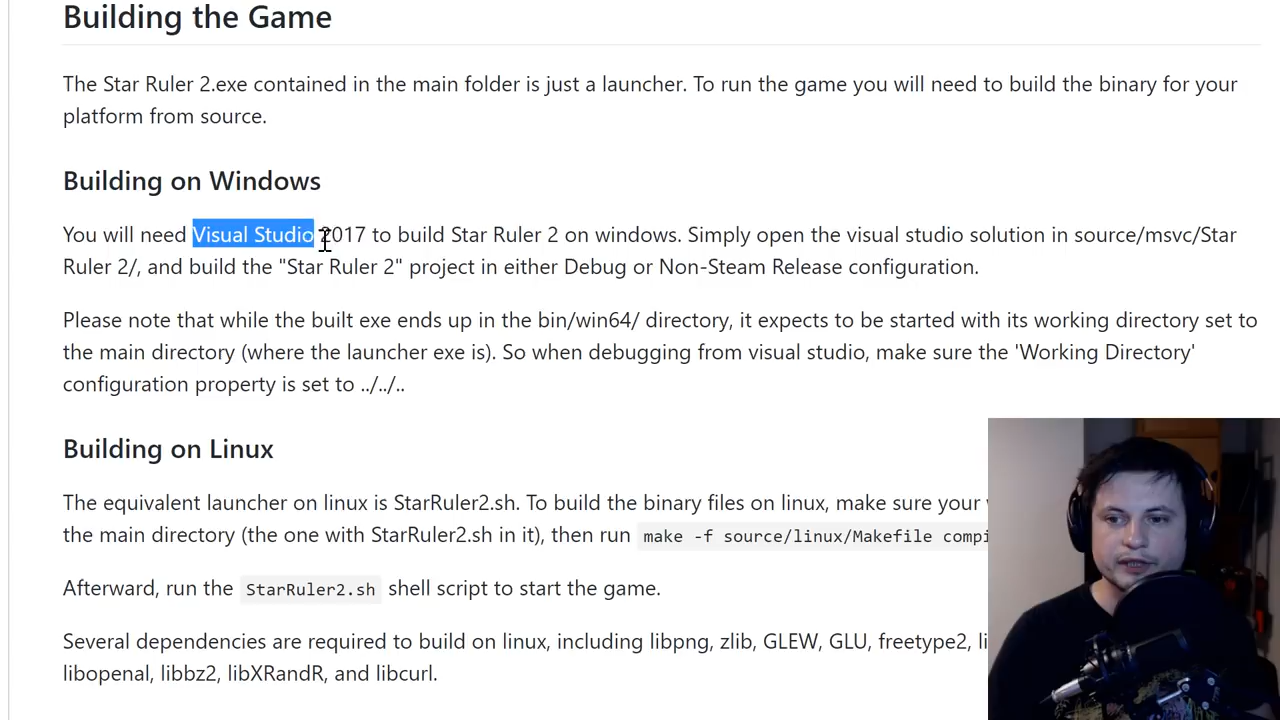 Building the Game
The Star Ruler 2.exe contained in the main folder is just a launcher. To run the game you will need to build the binary for your
platform from source.
Building on Windows
You will need Visual Studio 2017 to build Star Ruler 2 on windows. Simply open the visual studio solution in source/msvc/Star
Ruler 2/, and build the "Star Ruler 2" project in either Debug or Non-Steam Release configuration.
Please note that while the built exe ends up in the bin/win64/ directory, it expects to be started with its working directory set to
the main directory (where the launcher exe is). So when debugging from visual studio, make sure the 'Working Directory'
configuration property is set to ../../..
Building on Linux
The equivalent launcher on linux is StarRuler2.sh. To build the binary files on linux, make sure your
the main directory (the one with StarRuler2.sh in it), then run make -f source/linux/Makefile compi
Afterward, run the StarRuler2.sh shell script to start the game.
Several dependencies are required to build on linux, including libpng, zlib, GLEW, GLU, freetype2, li
libopenal, libbz2, libXRandR, and libcurl.